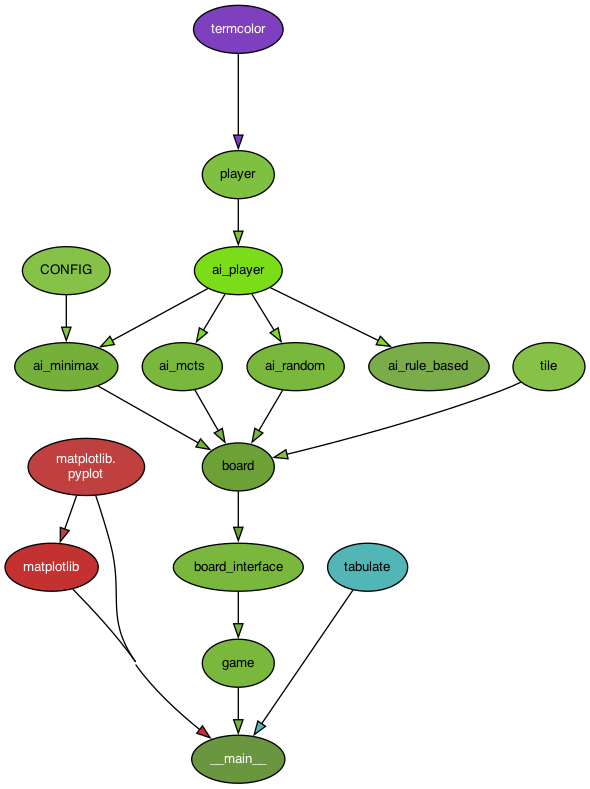 termcolor
player
CONFIG
ai_player
ai_minimax
ai_mcts
ai_random
ai_rule_based
tile
matplotlib.
pyplot
board
matplotlib
board_interface
tabulate
game
__main__